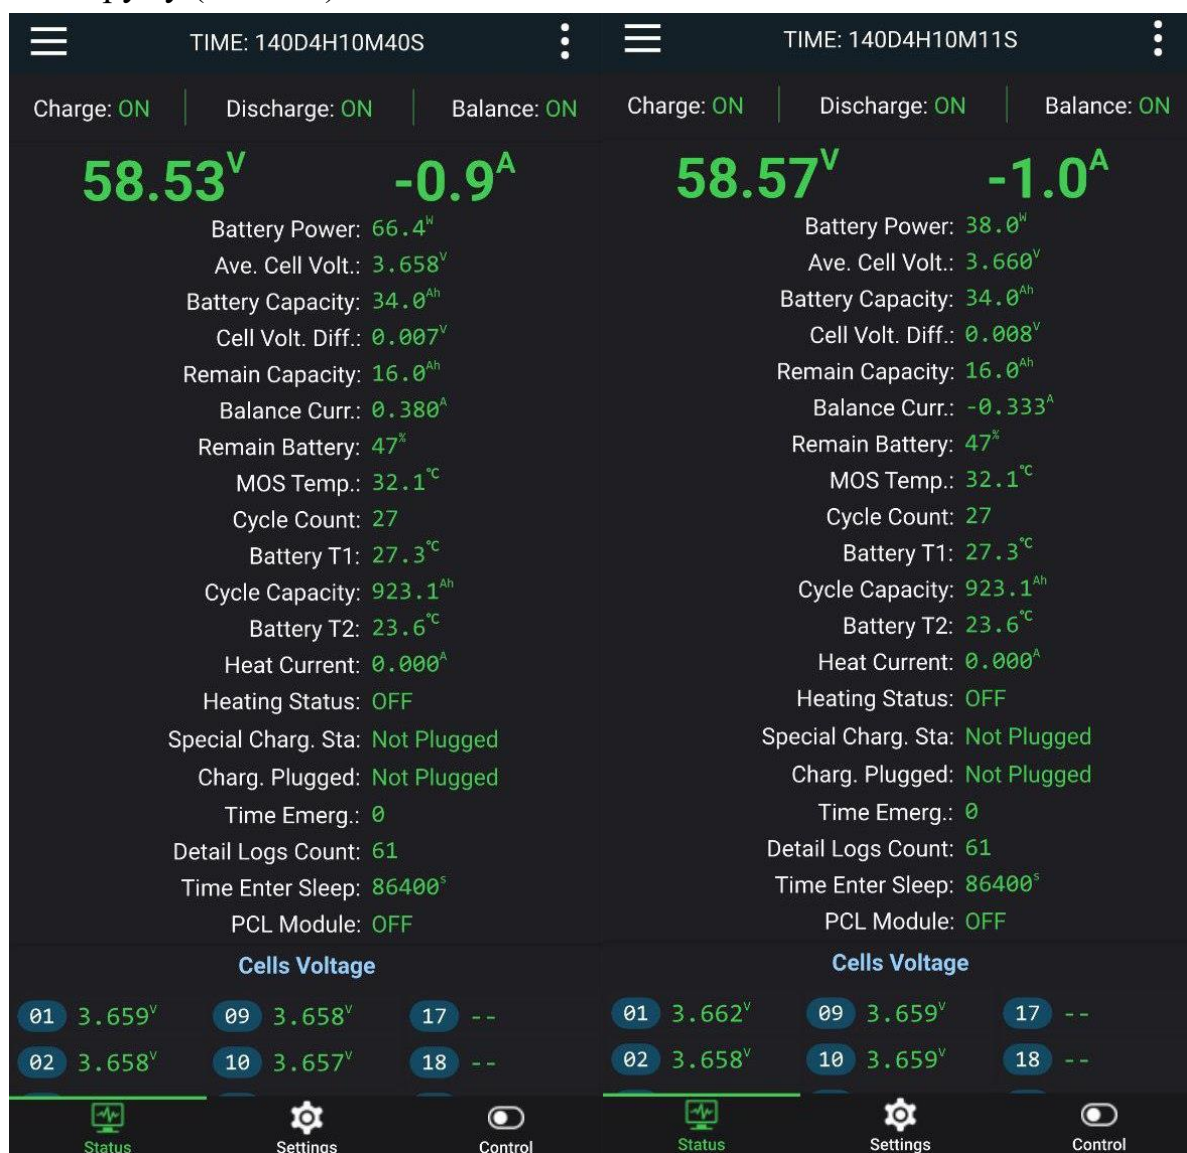 TIME: 140D4H10M40S
Charge: ON Discharge: ON Balance: ON
58.53V -0.9A
Battery Power: 66.4W
Ave. Cell Volt.: 3.658V
Battery Capacity: 34.0Ah
Cell Volt. Diff.: 0.007V
Remain Capacity: 16.0Ah
Balance Curr.: 0.380A
Remain Battery: 47%
MOS Temp.: 32.1°C
Cycle Count: 27
Battery T1: 27.3°C
Cycle Capacity: 923.1Ah
Battery T2: 23.6°C
Heat Current: 0.000A
Heating Status: OFF
Special Charg. Sta: Not Plugged
Charg. Plugged: Not Plugged
Time Emerg.: 0
Detail Logs Count: 61
Time Enter Sleep: 86400s
PCL Module: OFF
Cells Voltage
01 3.659V 09 3.658V 17 --
02 3.658V 10 3.657V 18 --
Status Settings Control
TIME: 140D4H10M11S
Charge: ON Discharge: ON Balance: ON
58.57V -1.0A
Battery Power: 38.0W
Ave. Cell Volt.: 3.660V
Battery Capacity: 34.0Ah
Cell Volt. Diff.: 0.008V
Remain Capacity: 16.0Ah
Balance Curr.: -0.333A
Remain Battery: 47%
MOS Temp.: 32.1°C
Cycle Count: 27
Battery T1: 27.3°C
Cycle Capacity: 923.1Ah
Battery T2: 23.6°C
Heat Current: 0.000A
Heating Status: OFF
Special Charg. Sta: Not Plugged
Charg. Plugged: Not Plugged
Time Emerg.: 0
Detail Logs Count: 61
Time Enter Sleep: 86400s
PCL Module: OFF
Cells Voltage
01 3.662V 09 3.659V 17 --
02 3.658V 10 3.659V 18 --
Status Settings Control